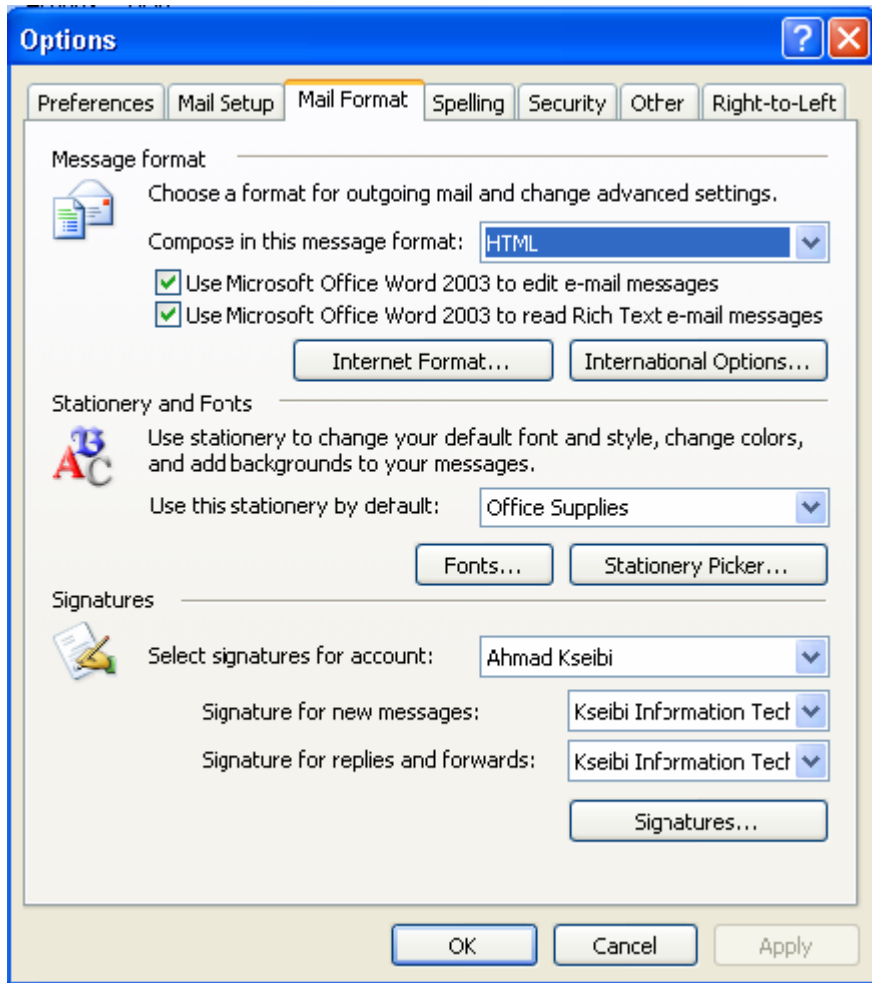 Options
Preferences Mail Setup Mail Format Spelling Security Other Right-to-Left
Message format
Choose a format for outgoing mail and change advanced settings.
Compose in this message format: HTML
Use Microsoft Office Word 2003 to edit e-mail messages
Use Microsoft Office Word 2003 to read Rich Text e-mail messages
Internet Format... International Options...
Stationery and Fonts
Use stationery to change your default font and style, change colors,
and add backgrounds to your messages.
Use this stationery by default: Office Supplies
Fonts... Stationery Picker...
Signatures
Select signatures for account: Ahmad Kseibi
Signature for new messages: Kseibi Information Tech
Signature for replies and forwards: Kseibi Information Tech
Signatures...
OK Cancel Apply